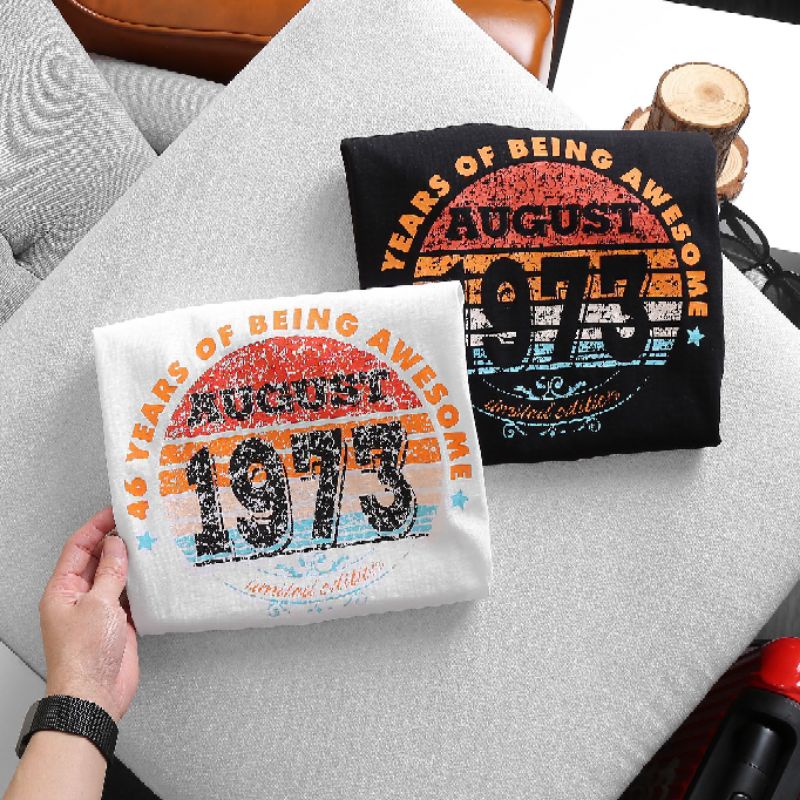 46 YEARS OF BEING AWESOME
AUGUST
1973
limited edition
YEARS OF BEING AWESOME
AUGUST
1973
limited edition